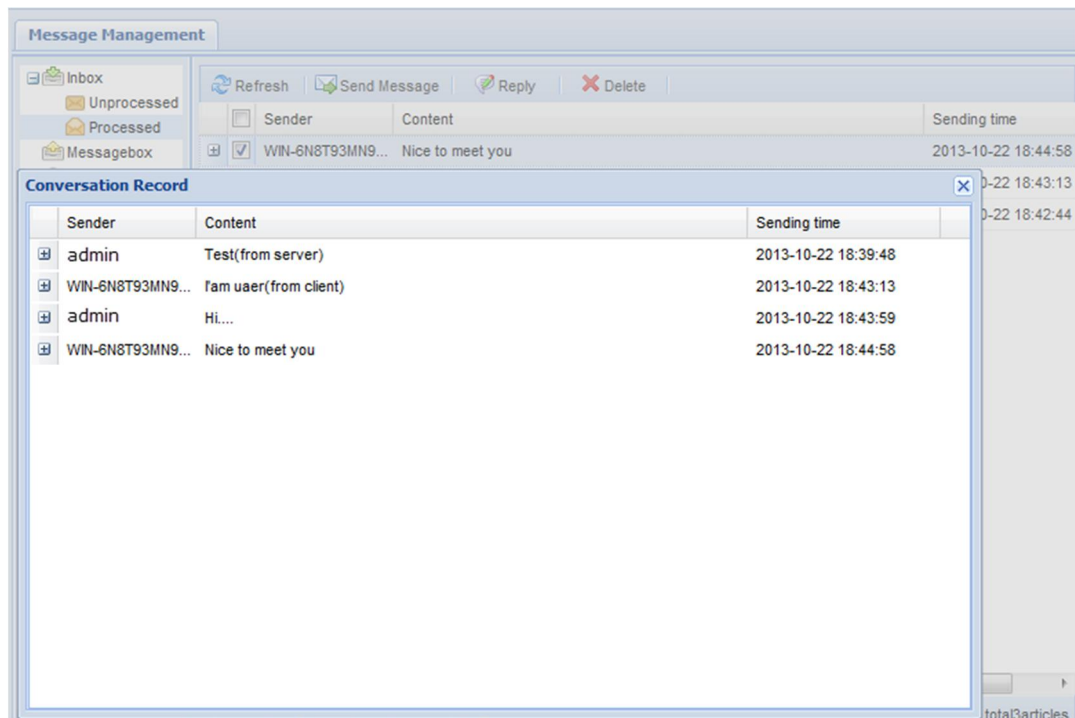 Message Management
Inbox
Unprocessed
Processed
Messagebox
Refresh Send Message Reply Delete
Sender Content Sending time
WIN-6N8T93MN9... Nice to meet you 2013-10-22 18:44:58
0-22 18:43:13
0-22 18:42:44
Conversation Record
Sender Content Sending time
admin Test(from server) 2013-10-22 18:39:48
WIN-6N8T93MN9... I'am uaer(from client) 2013-10-22 18:43:13
admin Hi.... 2013-10-22 18:43:59
WIN-6N8T93MN9... Nice to meet you 2013-10-22 18:44:58
total3articles